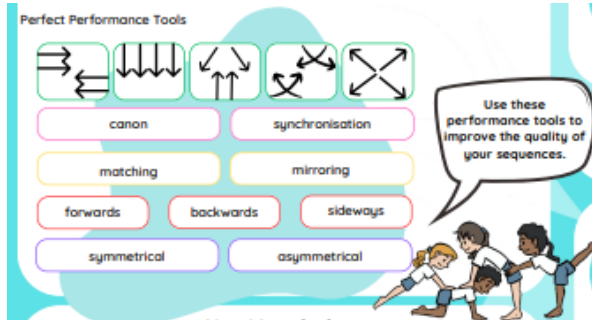 Perfect Performance Tools
canon
synchronisation
matching
mirroring
forwards
backwards
sideways
symmetrical
asymmetrical
Use these
performance tools to
improve the quality of
your sequences.